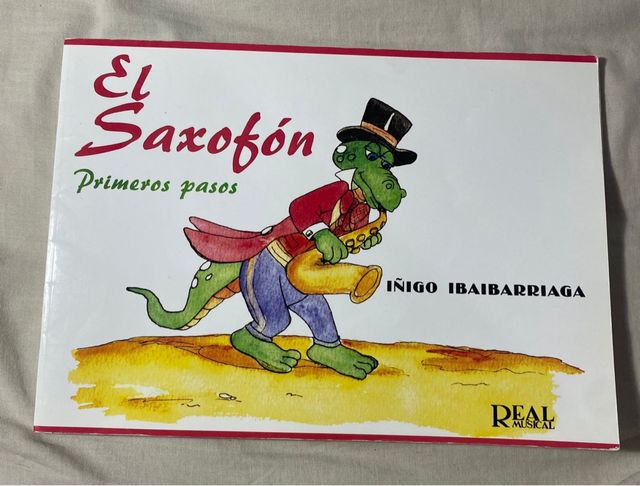 El
Saxofón
Primeros pasos
IÑIGO IBAIBARRIAGA
REAL
MUSICAL